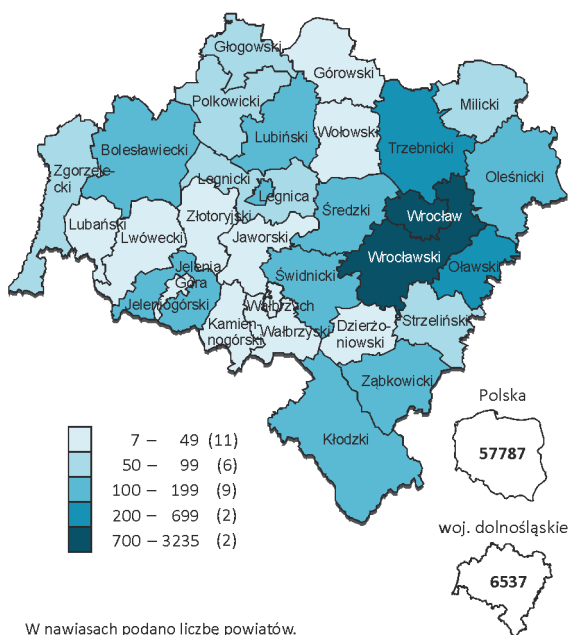 Głogowski
Górowski
Polkowicki
Milicki
Lubiński
Wołowski
Trzebnicki
Bolesławiecki
Zgorzele-
cki
Legnicki
Legnica
Oleśnicki
Średzki
Wrocław
Lubański
Złotoryjski
Lwówecki
Jaworski
Wrocławski
Oławski
Jelenia
Góra
Świdnicki
Jeleniogórski
Wałbrzych
Kamien-
nogórski
Wałbrzyski
Dzierżo-
niowski
Strzeliński
Ząbkowicki
Kłodzki
Polska
57787
7 – 49 (11)
50 – 99 (6)
100 – 199 (9)
200 – 699 (2)
700 – 3235 (2)
woj. dolnośląskie
6537
W nawiasach podano liczbę powiatów.